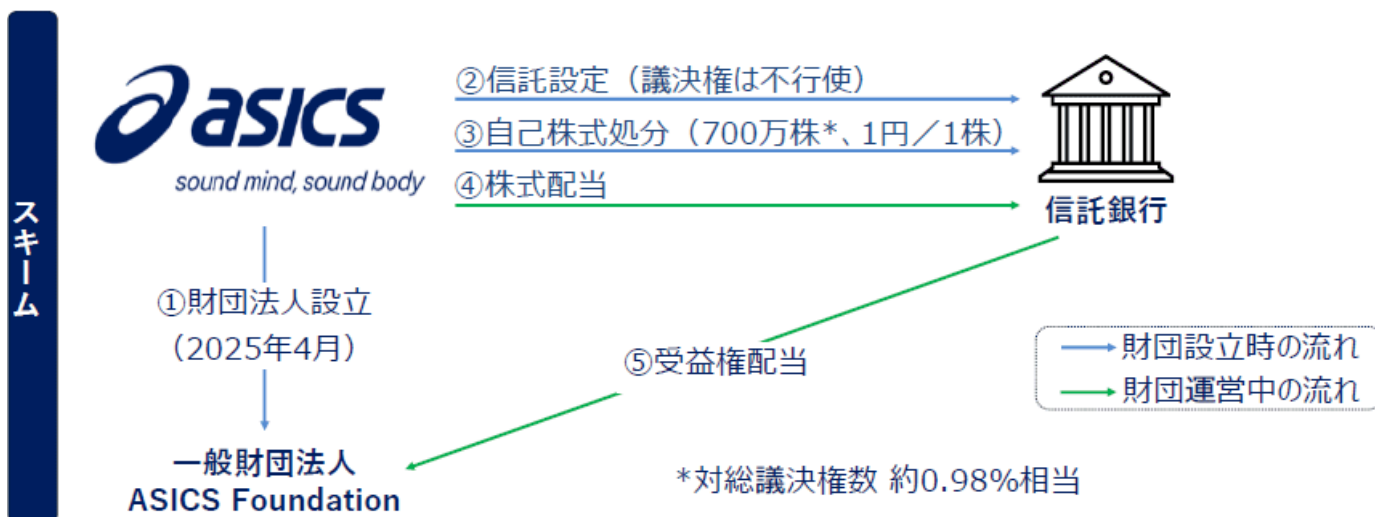 スキーム
asics
sound mind, sound body
②信託設定（議決権は不行使）
③自己株式処分（700万株*、1円／1株）
④株式配当
信託銀行
①財団法人設立
（2025年4月）
⑤受益権配当
財団設立時の流れ
財団運営中の流れ
一般財団法人
ASICS Foundation
*対総議決権数 約0.98%相当